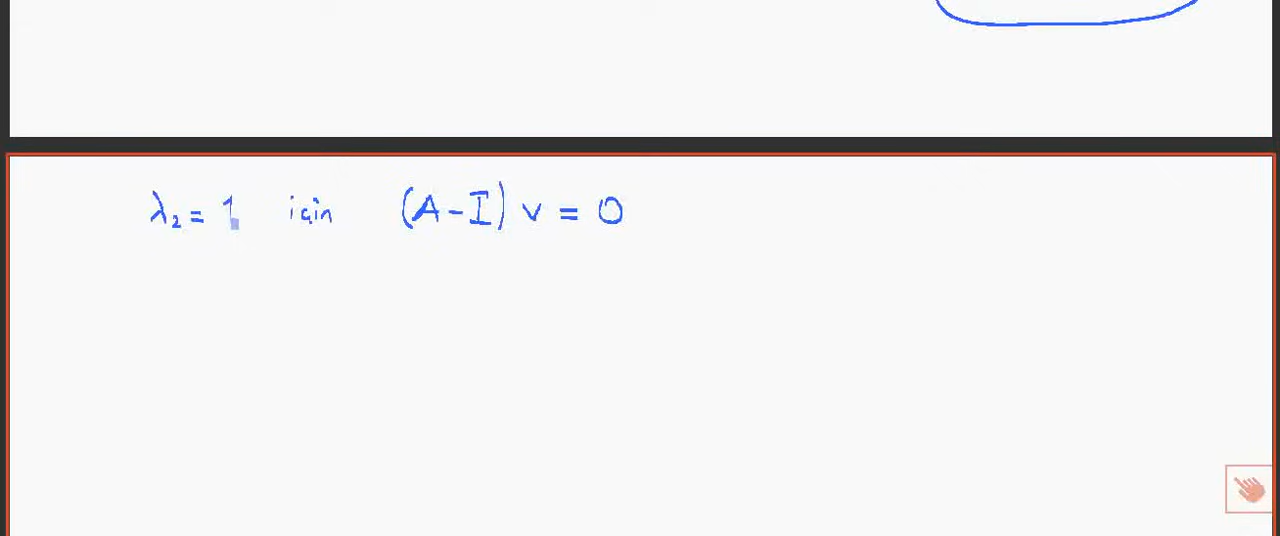 λ₂ = 1 için (A - I) v = 0